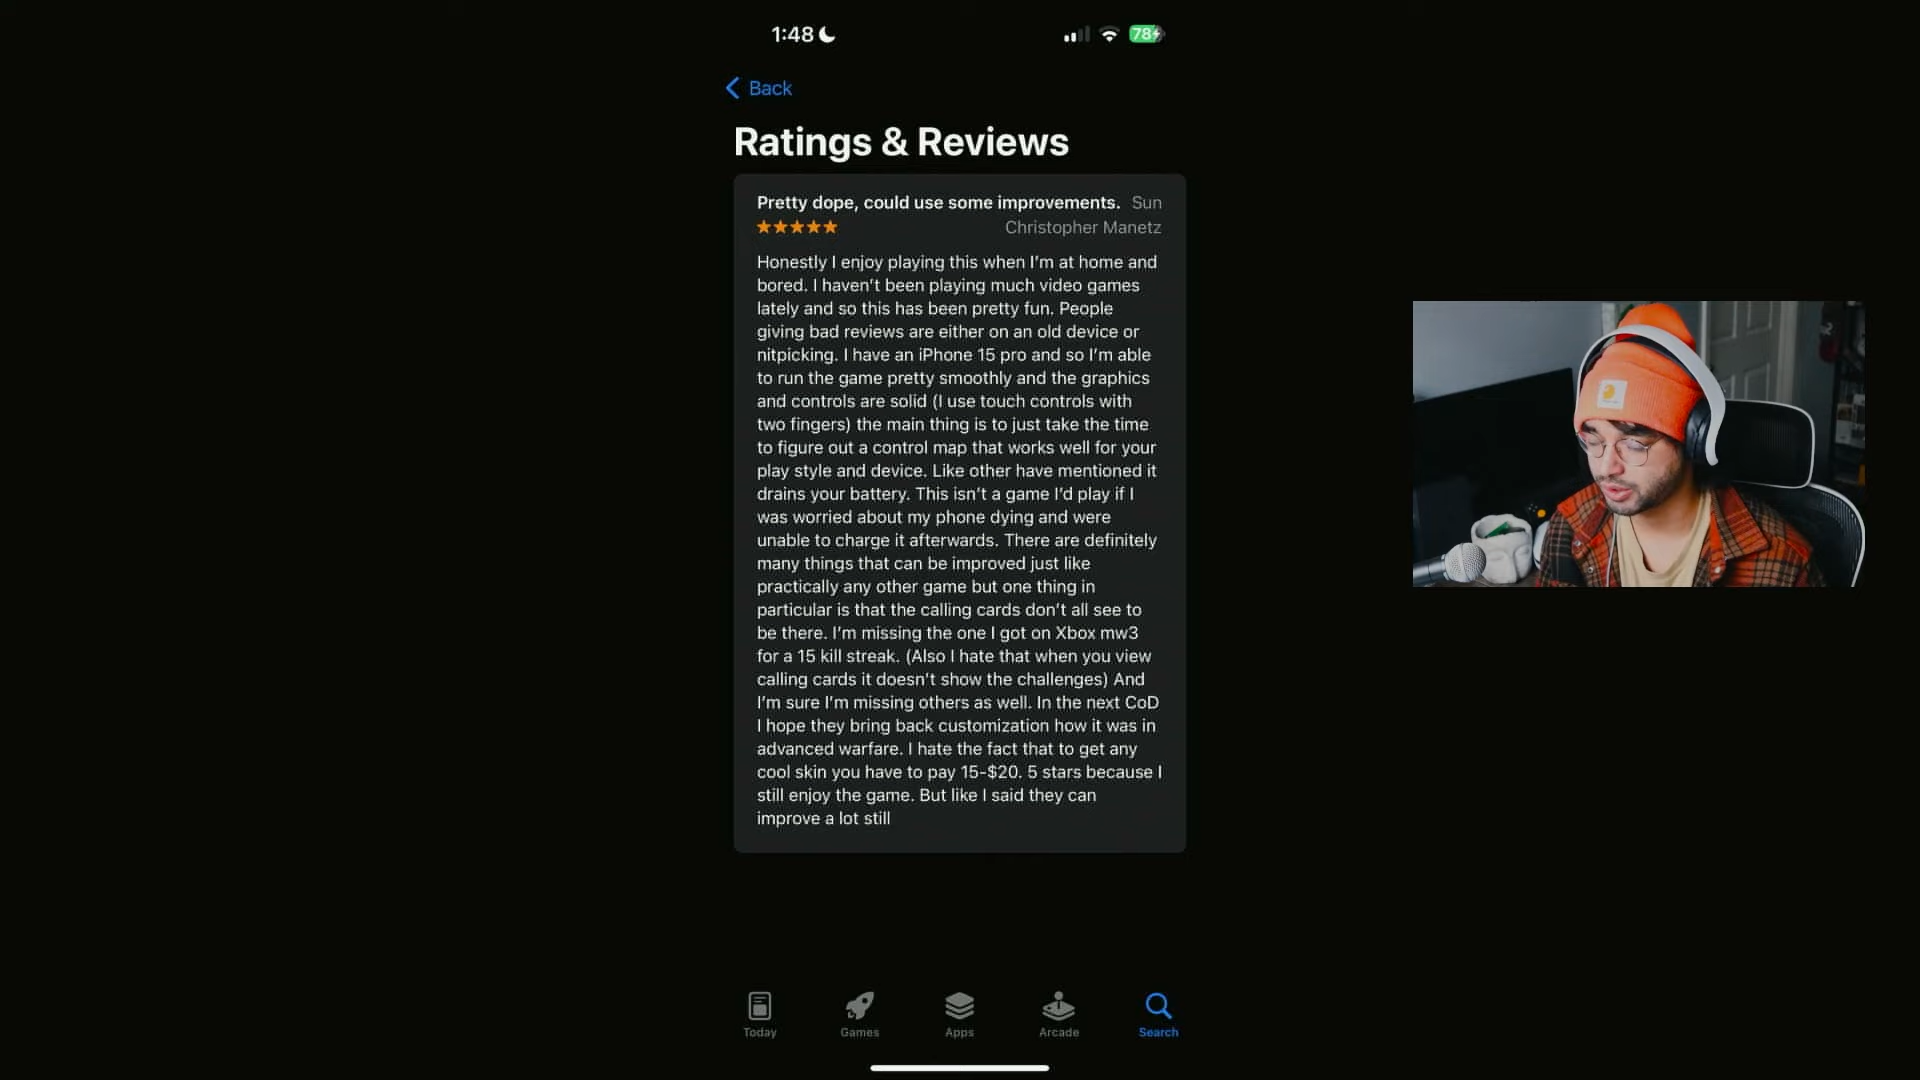 1:48
78
Back
Ratings & Reviews
Pretty dope, could use some improvements. Sun
Christopher Manetz
Honestly I enjoy playing this when I'm at home and
bored. I haven't been playing much video games
lately and so this has been pretty fun. People
giving bad reviews are either on an old device or
nitpicking. I have an iPhone 15 pro and so I'm able
to run the game pretty smoothly and the graphics
and controls are solid (I use touch controls with
two fingers) the main thing is to just take the time
to figure out a control map that works well for your
play style and device. Like other have mentioned it
drains your battery. This isn't a game I'd play if I
was worried about my phone dying and were
unable to charge it afterwards. There are definitely
many things that can be improved just like
practically any other game but one thing in
particular is that the calling cards don't all see to
be there. I'm missing the one I got on Xbox mw3
for a 15 kill streak. (Also I hate that when you view
calling cards it doesn't show the challenges) And
I'm sure I'm missing others as well. In the next CoD
I hope they bring back customization how it was in
advanced warfare. I hate the fact that to get any
cool skin you have to pay 15-$20. 5 stars because I
still enjoy the game. But like I said they can
improve a lot still
Today
Games
Apps
Arcade
Search